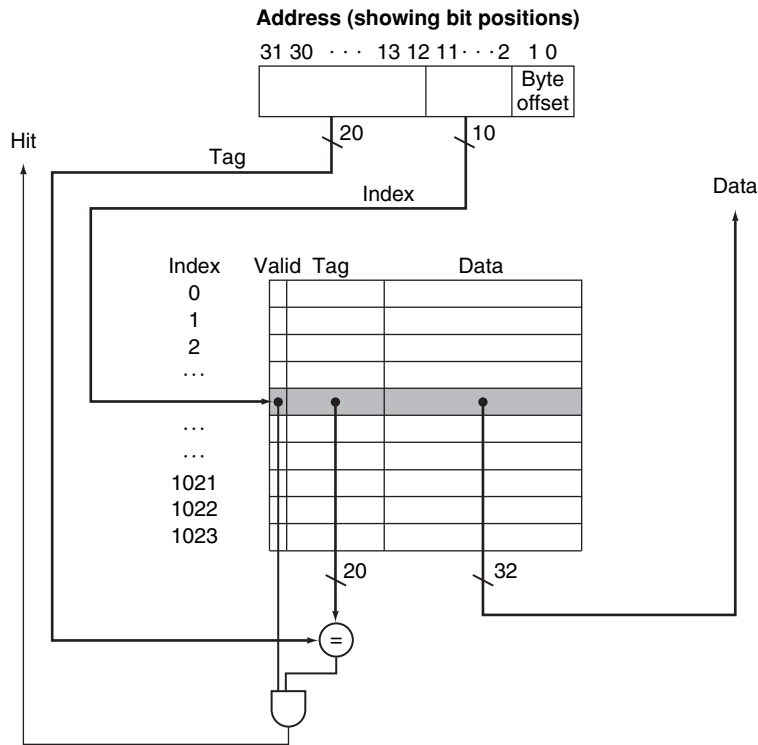 Address (showing bit positions)
31 30 · · · 13 12 11 · · · 2 1 0
Byte
offset
20
10
Hit
Tag
Index
Data
Index Valid Tag Data
0
1
2
· · ·
· · ·
· · ·
1021
1022
1023
20
32
=